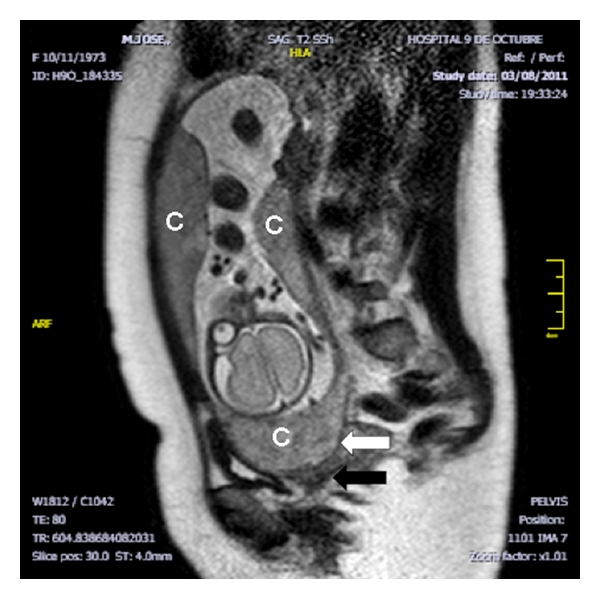 SAG T2 SSh
HOSPITAL 9 DE OCTUBRE
HLA
F 10/11/1973
Ref: / Perf:
ID: H9O_184335
Study date: 03/08/2011
Study time: 19:33:24
C
C
ARF
C
W1812 / C1042
PELVIS
TE: 80
Position:
TR: 604.838684082031
1101 IMA 7
Slice pos: 30.0 ST: 4.0mm
Zoom factor: x1.01